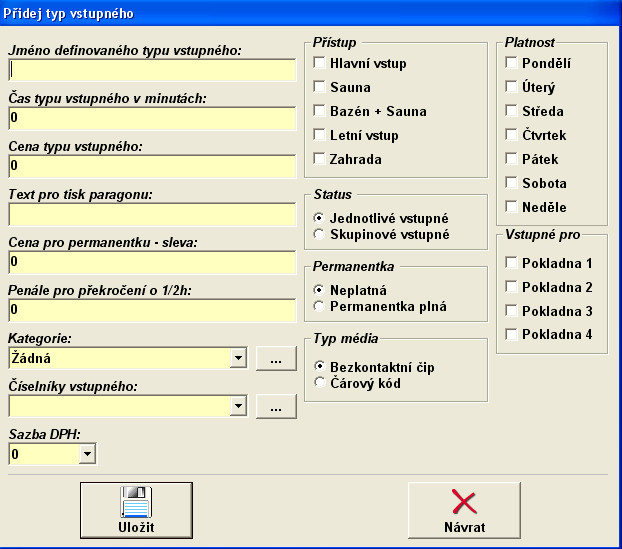 Přidej typ vstupného
Jméno definovaného typu vstupného:
Čas typu vstupného v minutách:
0
Cena typu vstupného:
0
Text pro tisk paragonu:
Cena pro permanentku - sleva:
0
Penále pro překročení o 1/2h:
0
Kategorie:
Žádná
...
Číselníky vstupného:
...
Sazba DPH:
0
Přístup
Hlavní vstup
Sauna
Bazén + Sauna
Letní vstup
Zahrada
Status
Jednotlivé vstupné
Skupinové vstupné
Permanentka
Neplatná
Permanentka plná
Typ média
Bezkontaktní čip
Čárový kód
Platnost
Pondělí
Úterý
Středa
Čtvrtek
Pátek
Sobota
Neděle
Vstupné pro
Pokladna 1
Pokladna 2
Pokladna 3
Pokladna 4
Uložit
Návrat